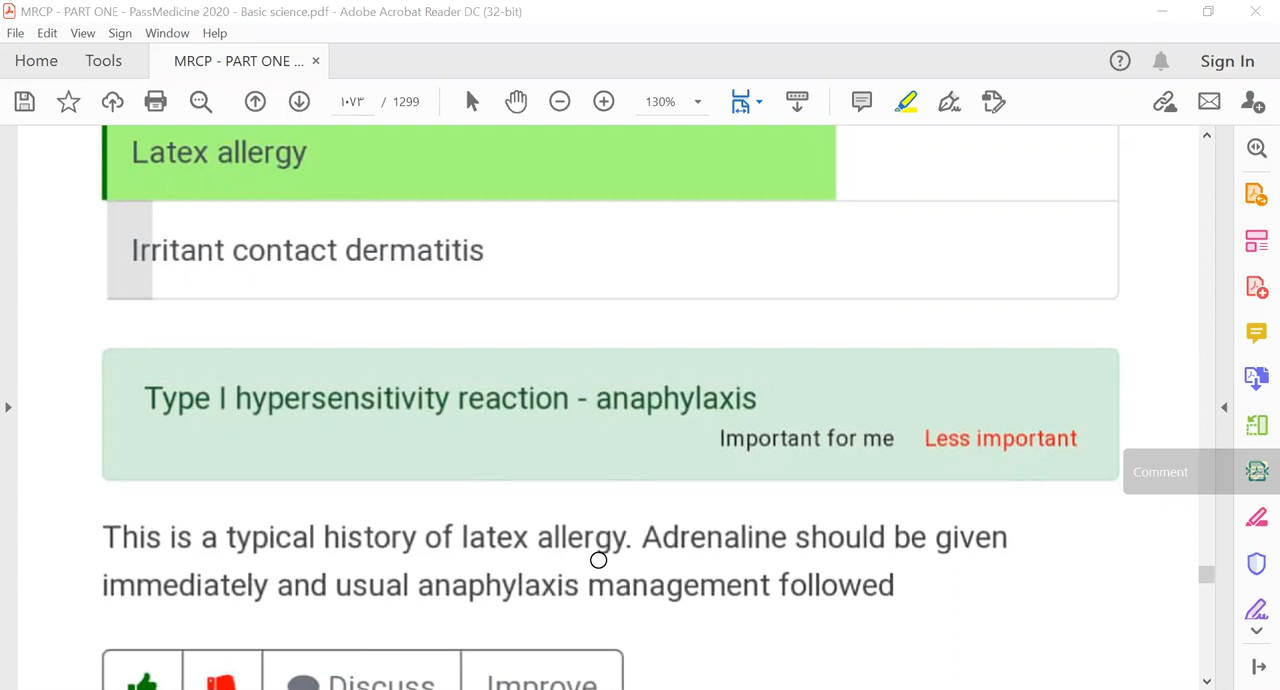 MRCP - PART ONE - PassMedicine 2020 - Basic science.pdf - Adobe Acrobat Reader DC (32-bit)
File Edit View Sign Window Help
Home Tools MRCP - PART ONE ... × Sign In
١٠٧٣ / 1299 130%
Latex allergy
Irritant contact dermatitis
Type I hypersensitivity reaction - anaphylaxis
Important for me Less important
Comment
This is a typical history of latex allergy. Adrenaline should be given
immediately and usual anaphylaxis management followed
Discuss Improve